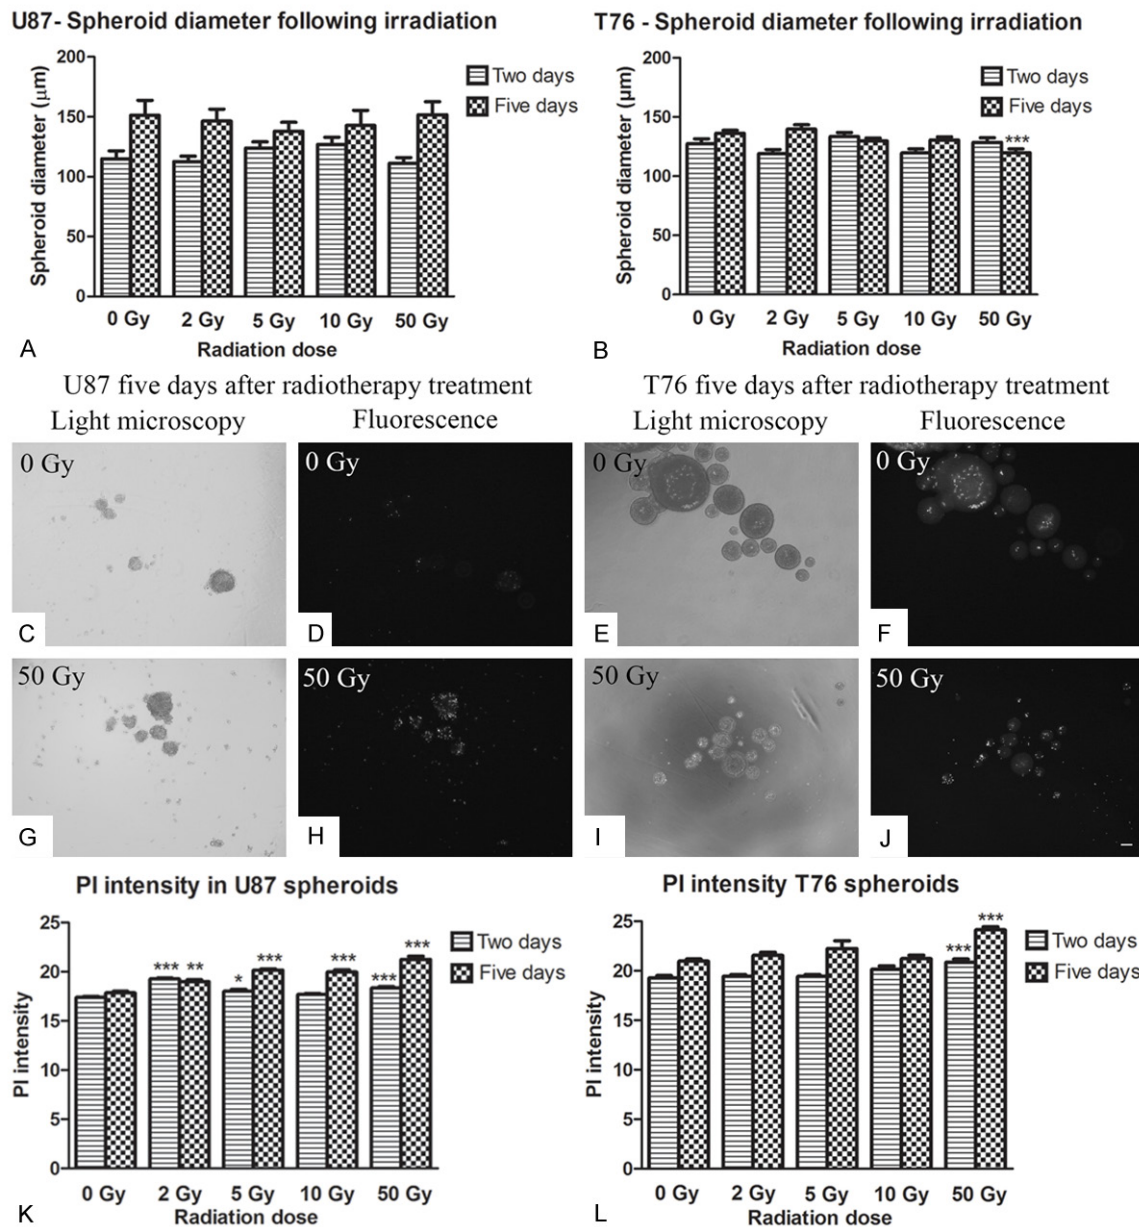 U87- Spheroid diameter following irradiation
Spheroid diameter (μm)
200
150
100
50
0
Two days
Five days
0 Gy 2 Gy 5 Gy 10 Gy 50 Gy
Radiation dose
A
T76 - Spheroid diameter following irradiation
Spheroid diameter (μm)
200
150
100
50
0
Two days
Five days
***
0 Gy 2 Gy 5 Gy 10 Gy 50 Gy
Radiation dose
B
U87 five days after radiotherapy treatment
Light microscopy Fluorescence
T76 five days after radiotherapy treatment
Light microscopy Fluorescence
0 Gy 0 Gy 0 Gy 0 Gy
C D E F
50 Gy 50 Gy 50 Gy 50 Gy
G H I J
PI intensity in U87 spheroids
PI intensity
25
20
15
10
5
0
Two days
Five days
*** ** * *** *** *** ***
0 Gy 2 Gy 5 Gy 10 Gy 50 Gy
Radiation dose
K
PI intensity T76 spheroids
PI intensity
25
20
15
10
5
0
Two days
Five days
*** ***
0 Gy 2 Gy 5 Gy 10 Gy 50 Gy
Radiation dose
L